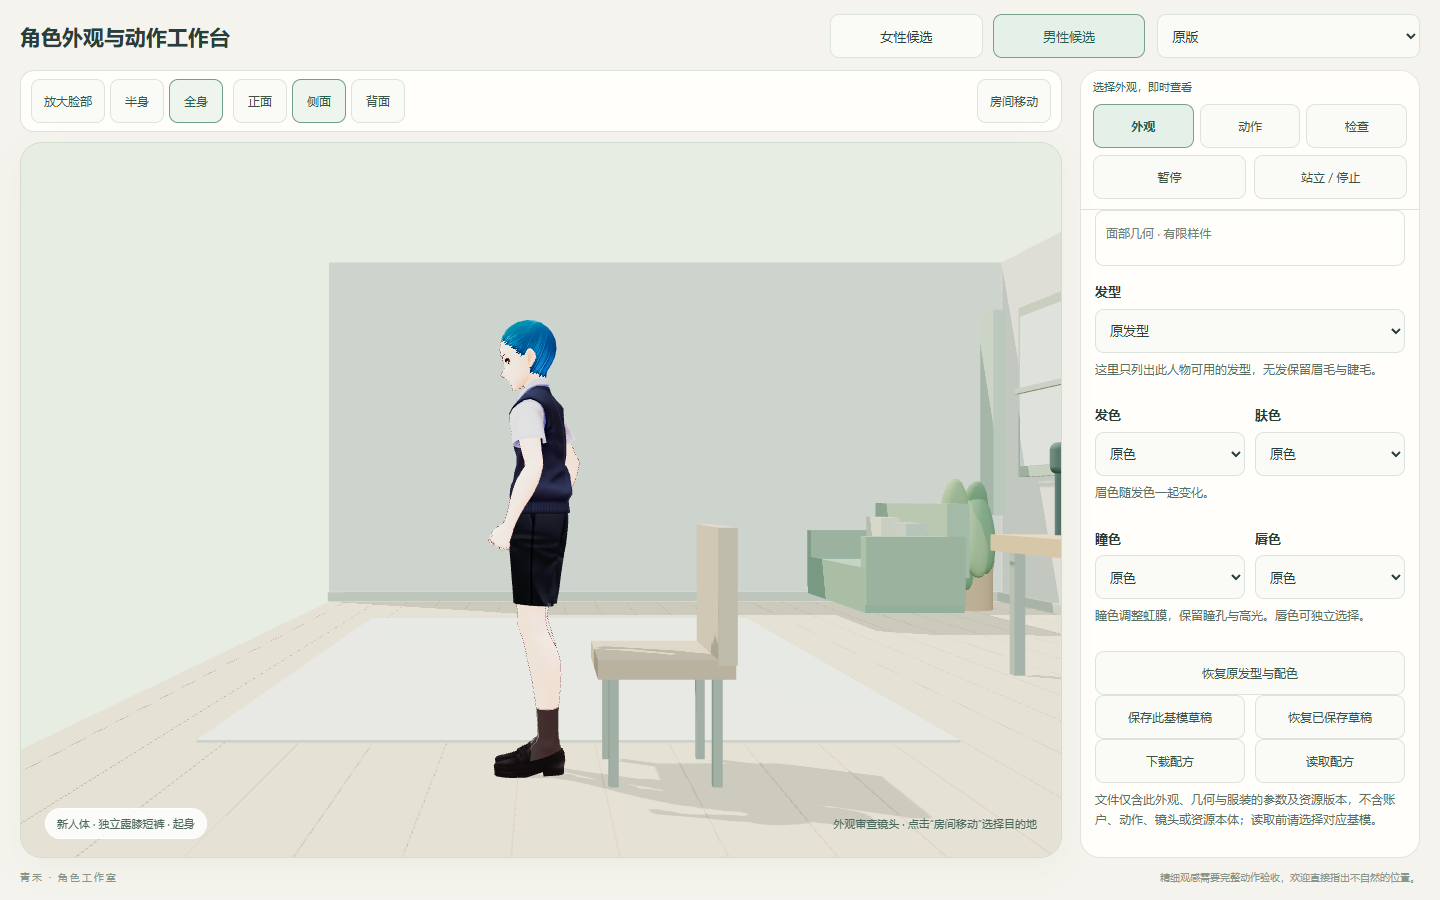 角色外观与动作工作台
女性候选
男性候选
原版
放大脸部
半身
全身
正面
侧面
背面
房间移动
选择外观，即时查看
外观
动作
检查
暂停
站立 / 停止
面部几何 · 有限样件
发型
原发型
这里只列出此人物可用的发型，无发保留眉毛与睫毛。
发色
肤色
原色
原色
眉色随发色一起变化。
瞳色
唇色
原色
原色
瞳色调整虹膜，保留瞳孔与高光。唇色可独立选择。
恢复原发型与配色
保存此基模草稿
恢复已保存草稿
下载配方
读取配方
文件仅含此外观、几何与服装的参数及资源版本，不含账
户、动作、镜头或资源本体；读取前请选择对应基模。
新人体 · 独立露膝短裤 · 起身
外观审查镜头 · 点击“房间移动”选择目的地
青禾 · 角色工作室
精细观感需要完整动作验收，欢迎直接指出不自然的位置。